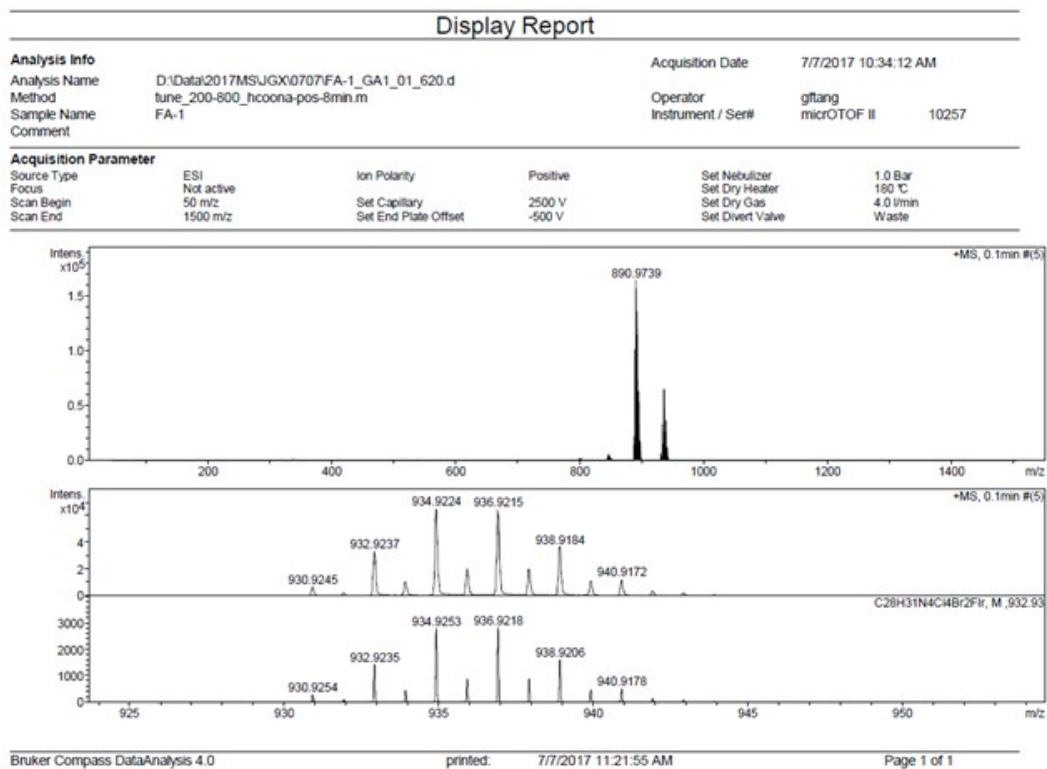 Display Report
Analysis Info
Acquisition Date 7/7/2017 10:34:12 AM
Analysis Name D:\Data\2017MS\JGX\0707\FA-1_GA1_01_620.d
Method tune_200-800_hcoona-pos-8min.m
Operator gftang
Sample Name FA-1
Instrument / Ser# micrOTOF II 10257
Comment
Acquisition Parameter
Source Type ESI Ion Polarity Positive Set Nebulizer 1.0 Bar
Focus Not active Set Dry Heater 180 °C
Scan Begin 50 m/z Set Capillary 2500 V Set Dry Gas 4.0 l/min
Scan End 1500 m/z Set End Plate Offset -500 V Set Divert Valve Waste
Intens. +MS, 0.1min #(5)
x10⁵
890.9739
1.5
1.0
0.5
0.0
200 400 600 800 1000 1200 1400 m/z
Intens. +MS, 0.1min #(5)
x10⁴
934.9224 936.9215
932.9237 938.9184
4
2
930.9245 940.9172
0
C28H31N4Cl4Br2FIr, M ,932.93
3000 934.9253 936.9218
2000
932.9235 938.9206
1000
930.9254 940.9178
0
925 930 935 940 945 950 m/z
Bruker Compass DataAnalysis 4.0 printed: 7/7/2017 11:21:55 AM Page 1 of 1